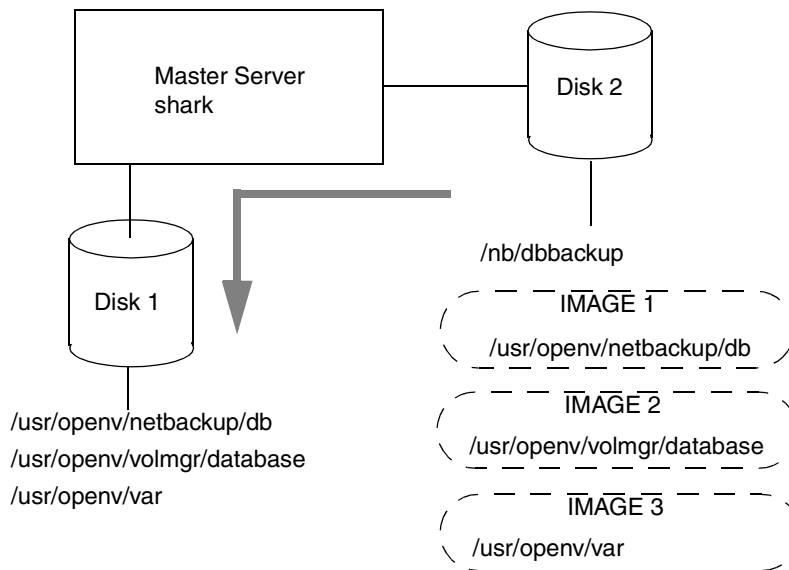 Master Server
shark
Disk 2
Disk 1
/usr/openv/netbackup/db
/usr/openv/volmgr/database
/usr/openv/var
/nb/dbbackup
IMAGE 1
/usr/openv/netbackup/db
IMAGE 2
/usr/openv/volmgr/database
IMAGE 3
/usr/openv/var